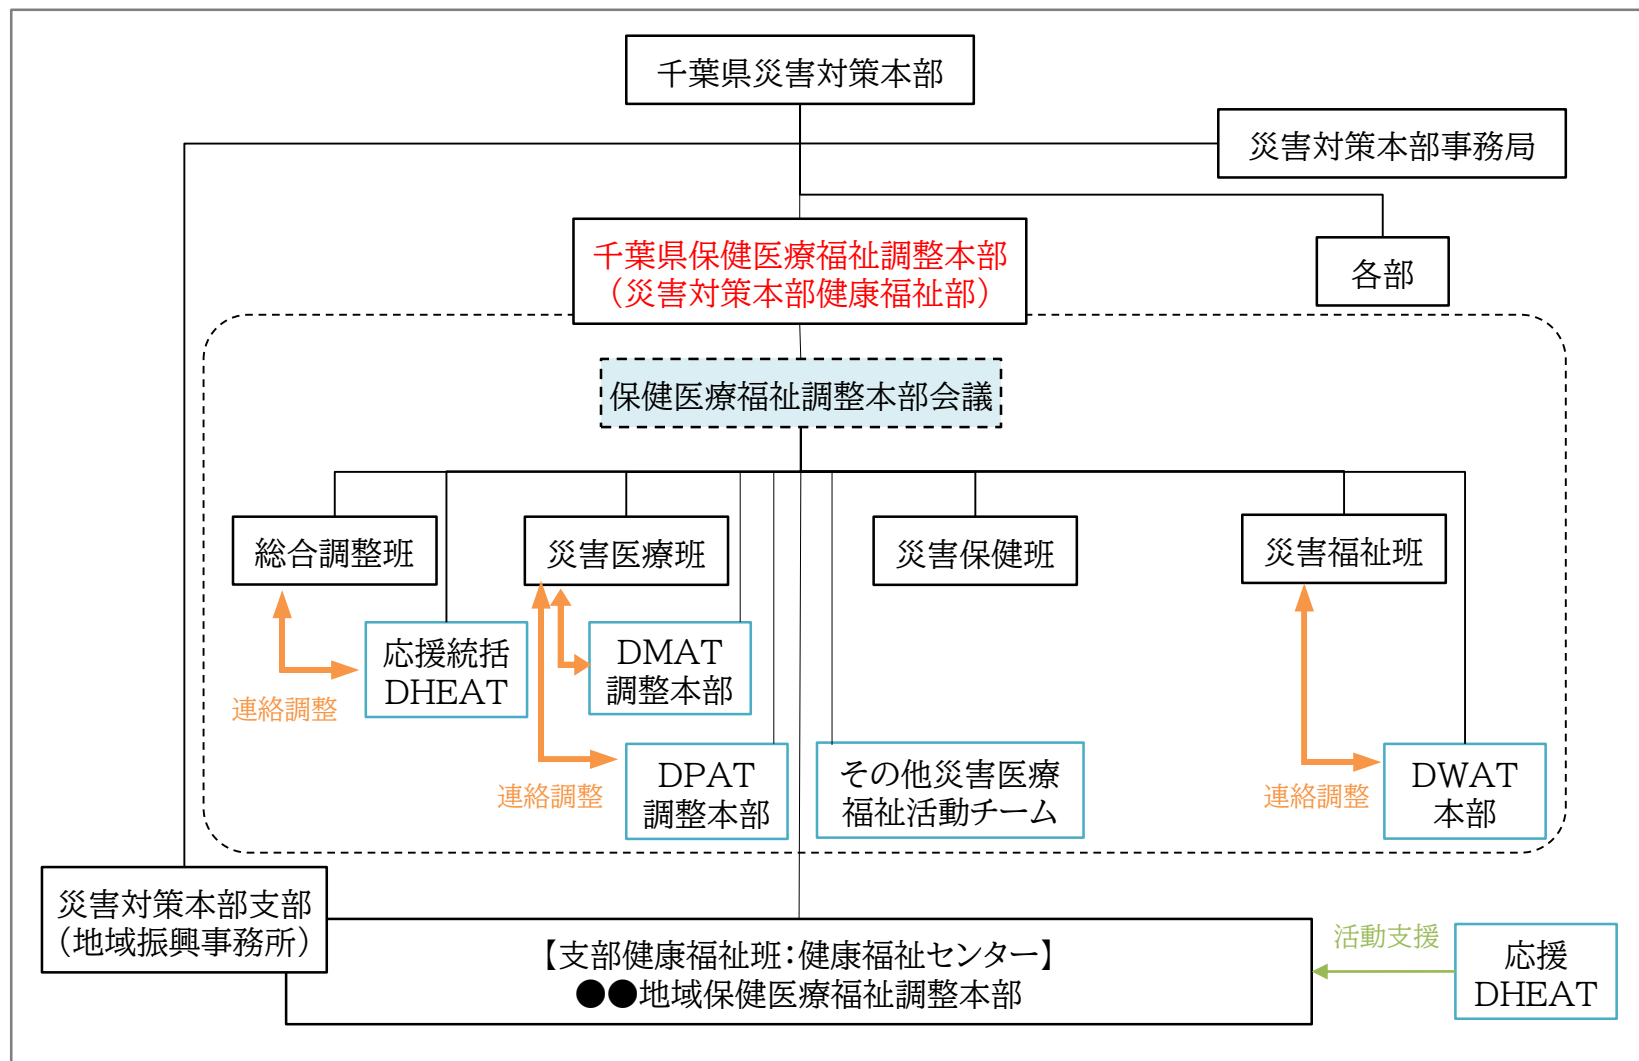 千葉県災害対策本部
災害対策本部事務局
千葉県保健医療福祉調整本部
（災害対策本部健康福祉部）
各部
保健医療福祉調整本部会議
総合調整班
災害医療班
災害保健班
災害福祉班
応援統括
DHEAT
連絡調整
DMAT
調整本部
DPAT
調整本部
連絡調整
その他災害医療
福祉活動チーム
連絡調整
DWAT
本部
災害対策本部支部
（地域振興事務所）
【支部健康福祉班：健康福祉センター】
●●地域保健医療福祉調整本部
活動支援
応援
DHEAT